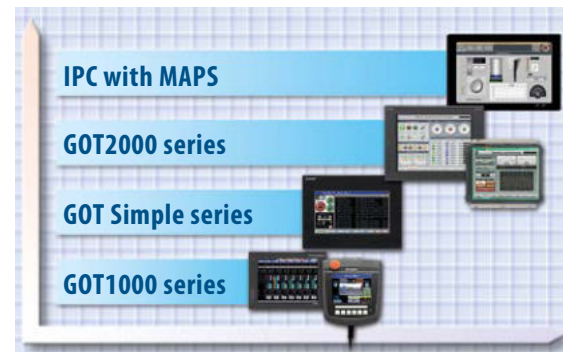 IPC with MAPS
GOT2000 series
GOT Simple series
GOT1000 series